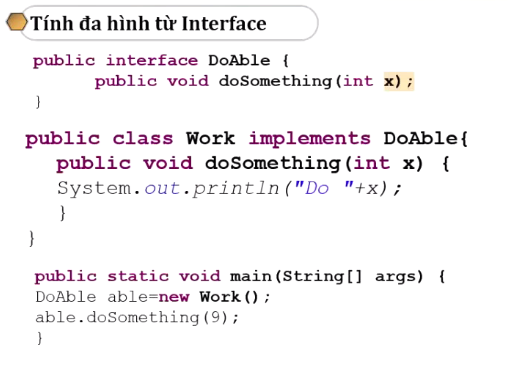 Tính đa hình từ Interface
public interface DoAble {
public void doSomething(int x);
}
public class Work implements DoAble{
public void doSomething(int x) {
System.out.println("Do "+x);
}
}
public static void main(String[] args) {
DoAble able=new Work();
able.doSomething(9);
}